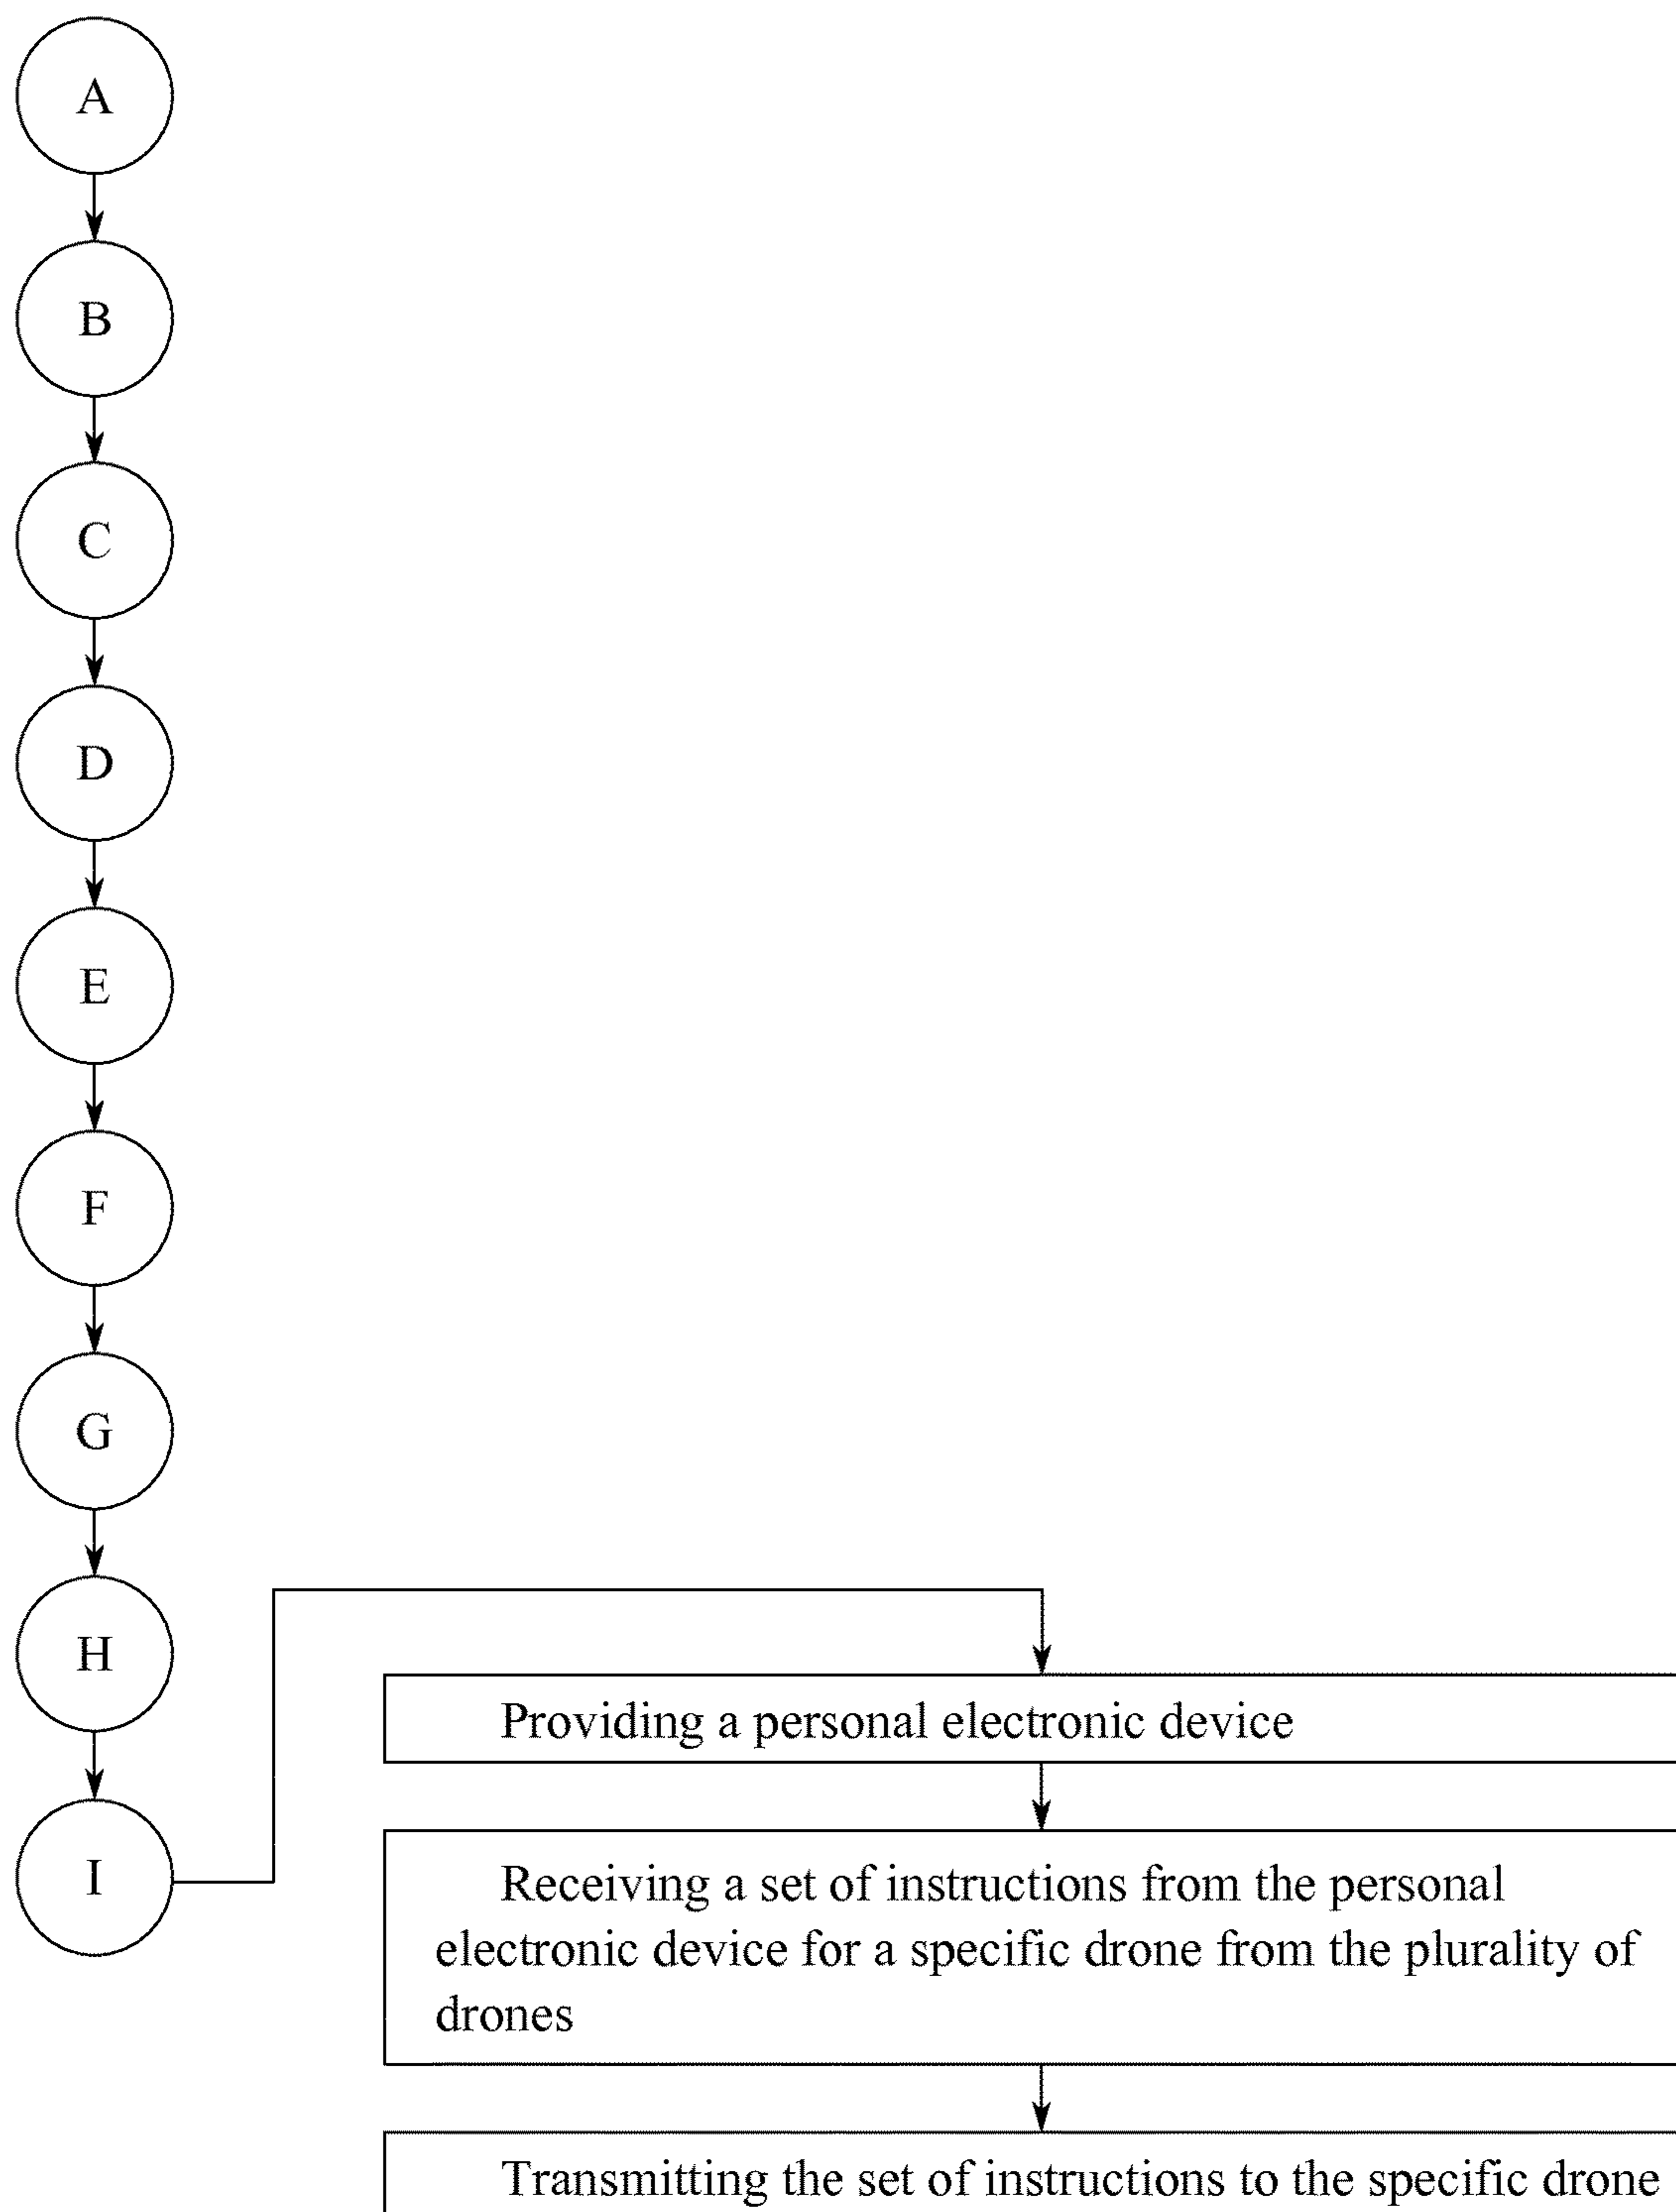 A
B
C
D
E
F
G
H
I
Providing a personal electronic device
Receiving a set of instructions from the personal
electronic device for a specific drone from the plurality of
drones
Transmitting the set of instructions to the specific drone